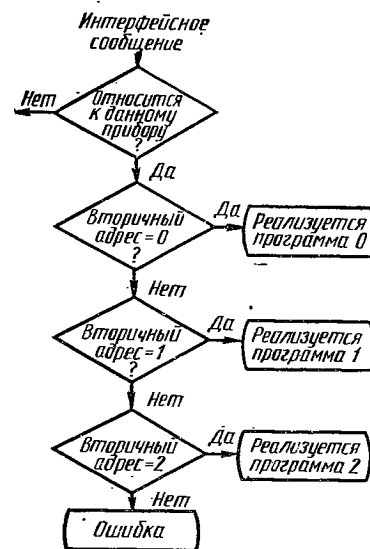 Интерфейсное
сообщение
Нет
Относится
к данному
прибору
?
Да
Вторичный
адрес=0
?
Да
Реализуется
программа 0
Нет
Вторичный
адрес=1
?
Да
Реализуется
программа 1
Нет
Вторичный
адрес=2
Да
Реализуется
программа 2
Нет
Ошибка